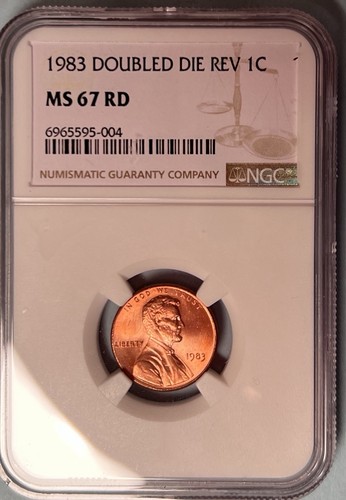 1983 DOUBLED DIE REV 1C
MS 67 RD
6965595-004
NUMISMATIC GUARANTY COMPANY
NGC
IN GOD WE TRUST
LIBERTY
1983